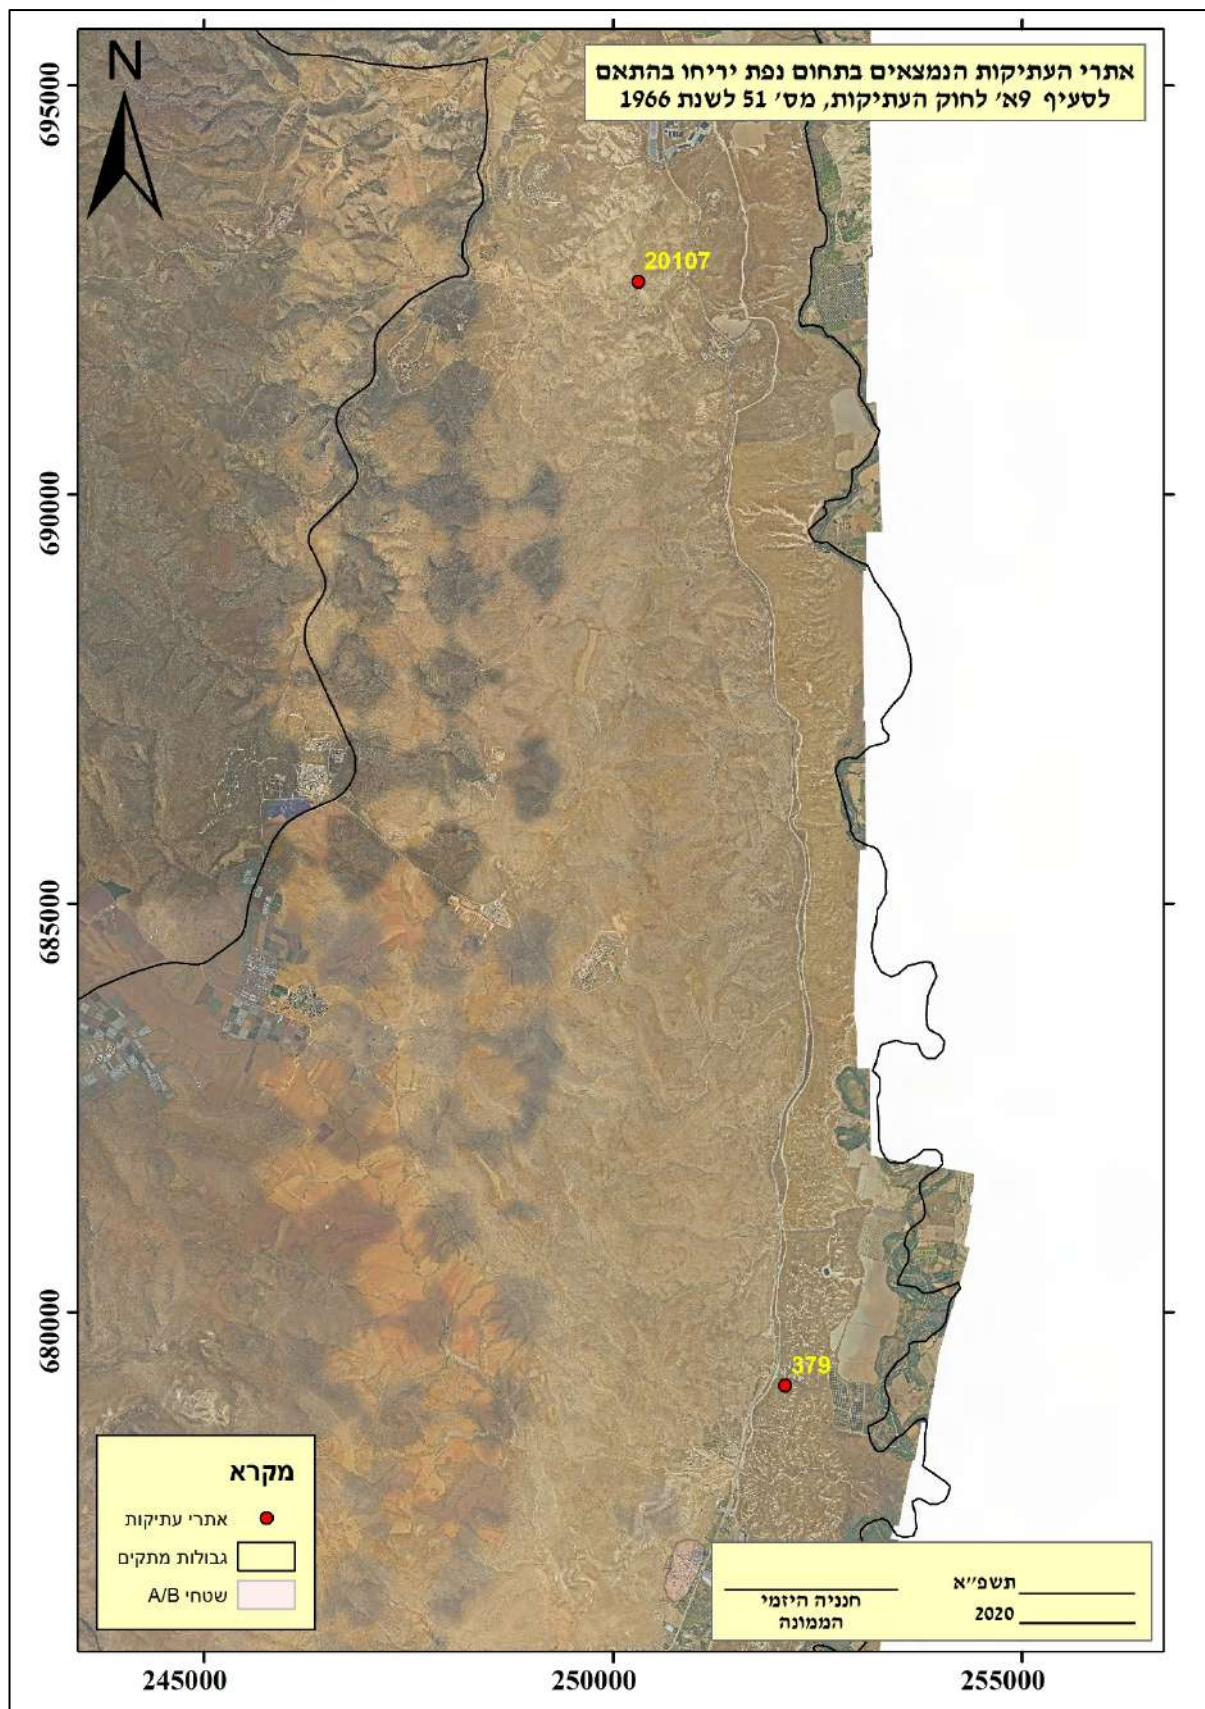 אתרי העתיקות הנמצאים בתחום נפת יריחו בהתאם
לסעיף 9א' לחוק העתיקות, מס' 51 לשנת 1966
N
695000
20107
690000
685000
680000
379
מקרא
אתרי עתיקות
גבולות מתקים
שטחי A/B
תשפ״א
2020
חנניה היזמי
הממונה
245000
250000
255000